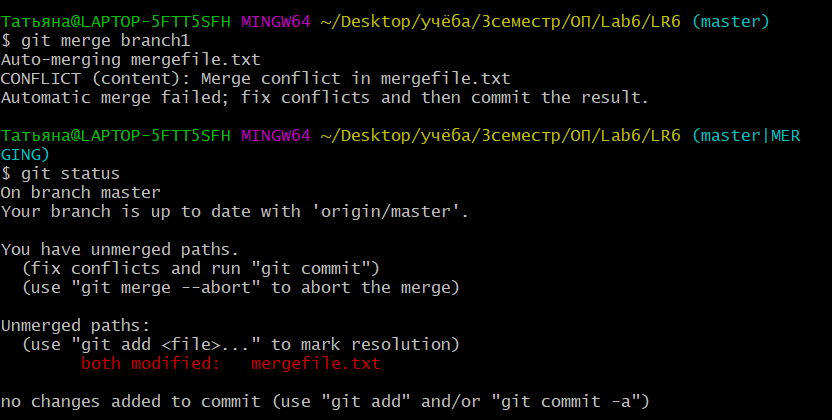 Татьяна@LAPTOP-5FTT5SFH MINGW64 ~/Desktop/учёба/3семестр/ОП/Lab6/LR6 (master)
$ git merge branch1
Auto-merging mergefile.txt
CONFLICT (content): Merge conflict in mergefile.txt
Automatic merge failed; fix conflicts and then commit the result.
Татьяна@LAPTOP-5FTT5SFH MINGW64 ~/Desktop/учёба/3семестр/ОП/Lab6/LR6 (master|MER
GING)
$ git status
On branch master
Your branch is up to date with 'origin/master'.
You have unmerged paths.
  (fix conflicts and run "git commit")
  (use "git merge --abort" to abort the merge)
Unmerged paths:
  (use "git add <file>..." to mark resolution)
        both modified:   mergefile.txt
no changes added to commit (use "git add" and/or "git commit -a")